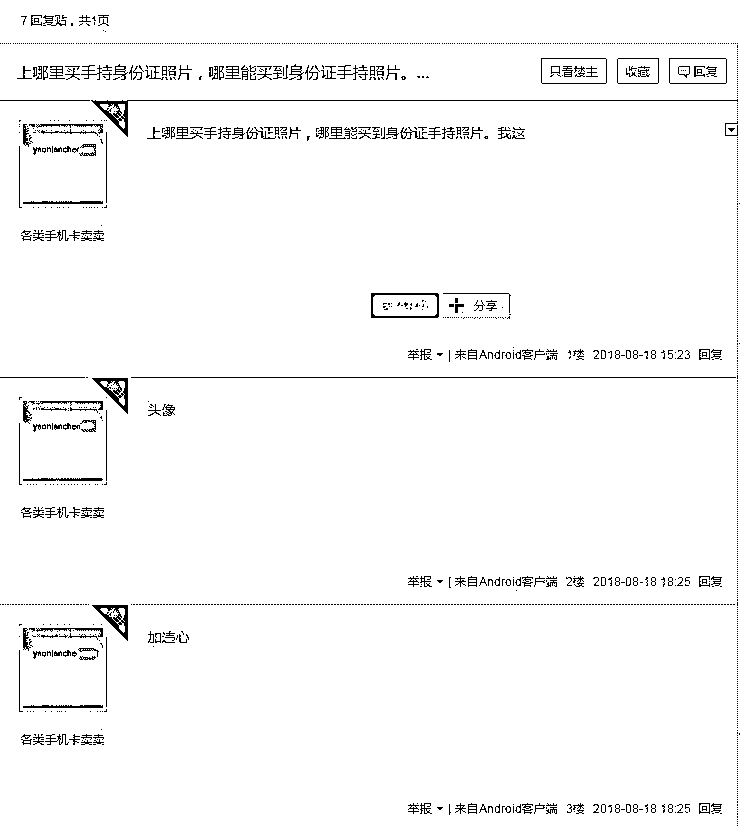 7回复贴，共1页
上哪里买手持身份证照片，哪里能买到身份证手持照片。...
只看楼主 收藏 回复
上哪里买手持身份证照片，哪里能买到身份证手持照片。我这
各类手机卡卖卖
分享
举报 | 来自Android客户端 1楼 2018-08-18 15:23 回复
头像
各类手机卡卖卖
举报 | 来自Android客户端 2楼 2018-08-18 18:25 回复
加造心
各类手机卡卖卖
举报 | 来自Android客户端 3楼 2018-08-18 18:25 回复